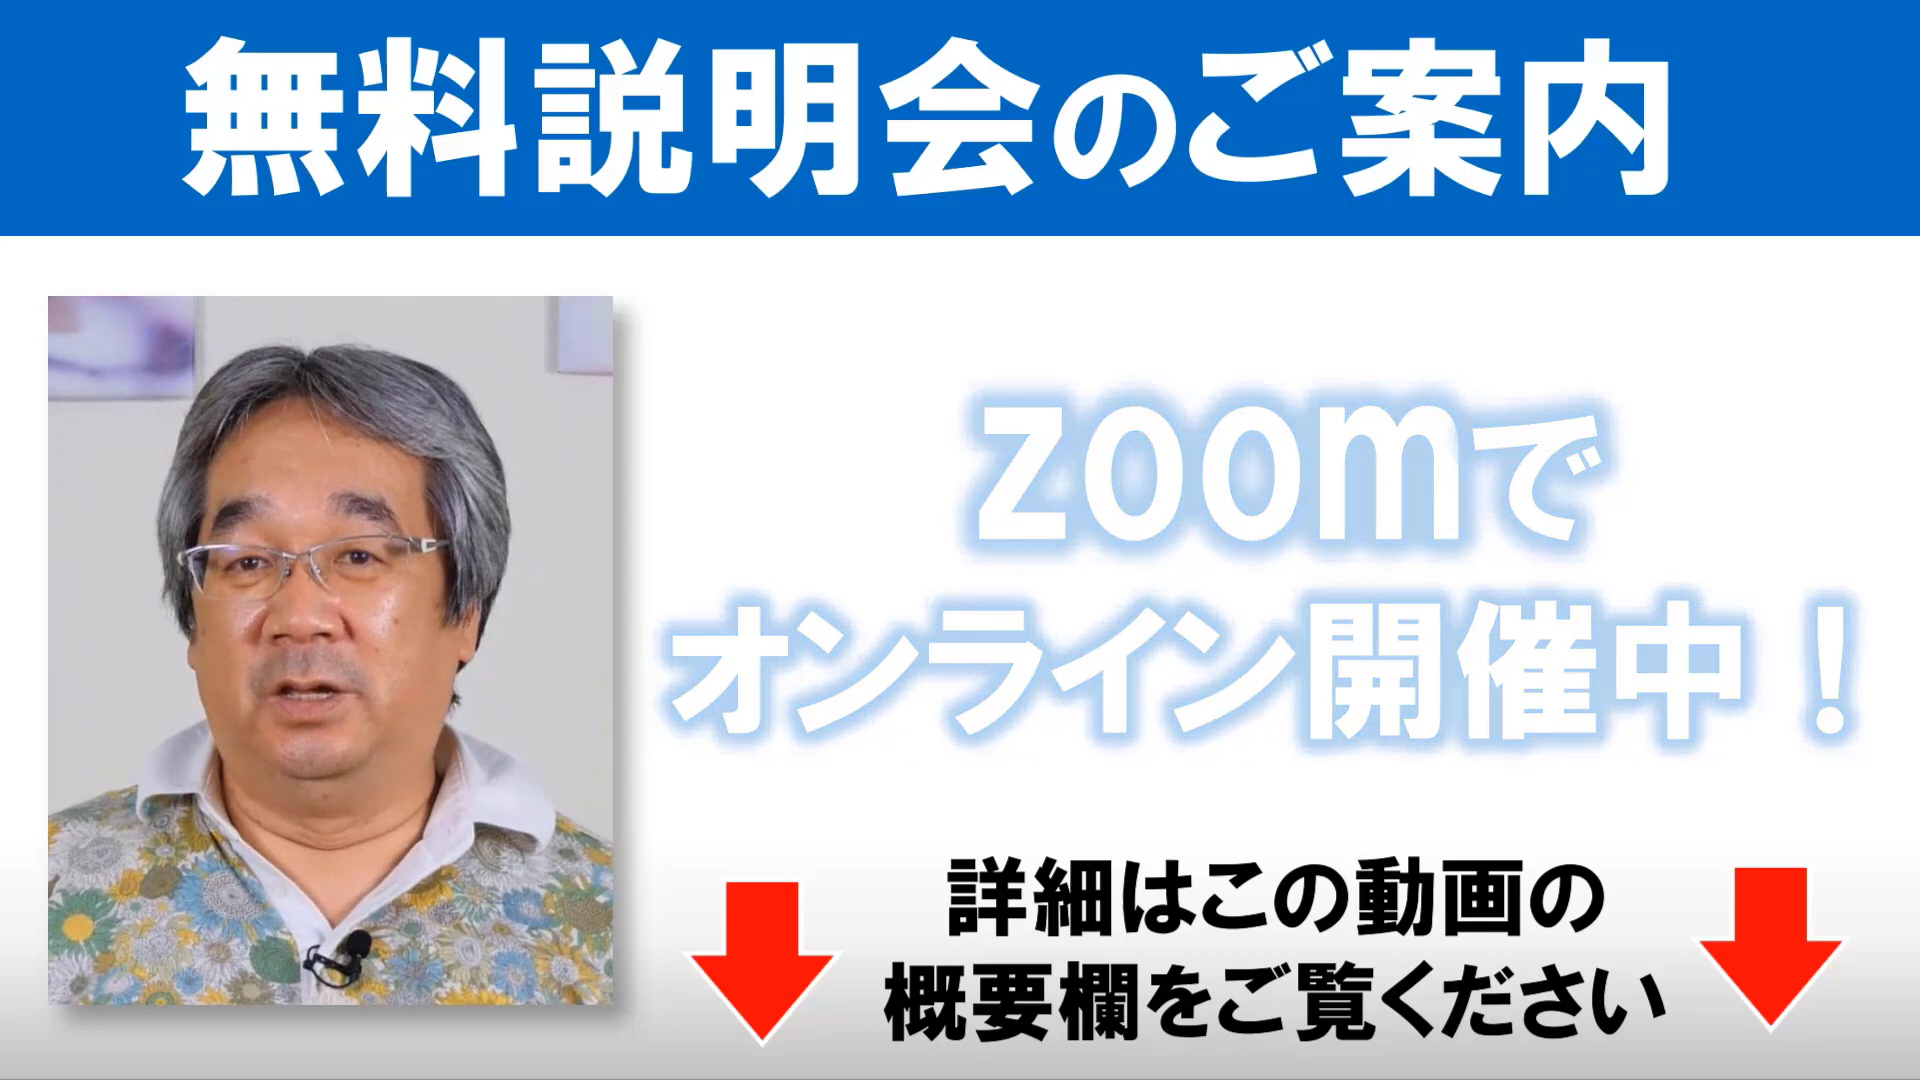 無料説明会のご案内
zoomで
オンライン開催中！
詳細はこの動画の
概要欄をご覧ください